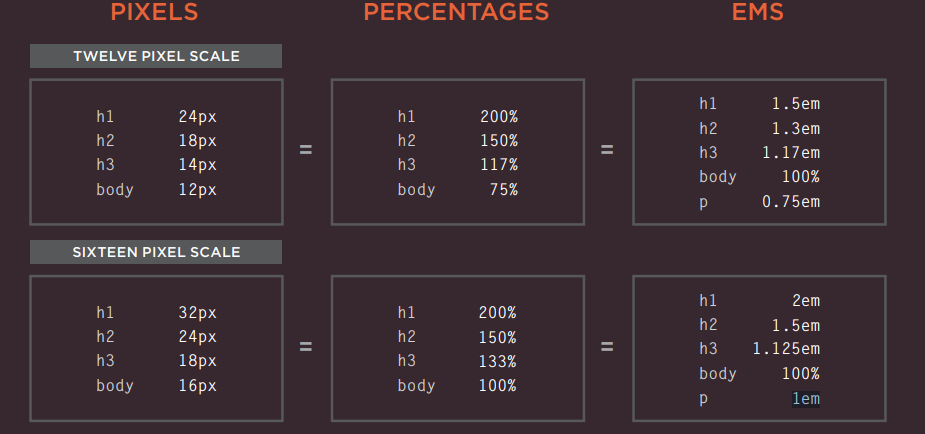 PIXELS PERCENTAGES EMS
TWELVE PIXEL SCALE
h1 24px
h2 18px
h3 14px
body 12px
=
h1 200%
h2 150%
h3 117%
body 75%
=
h1 1.5em
h2 1.3em
h3 1.17em
body 100%
p 0.75em
SIXTEEN PIXEL SCALE
h1 32px
h2 24px
h3 18px
body 16px
=
h1 200%
h2 150%
h3 133%
body 100%
=
h1 2em
h2 1.5em
h3 1.125em
body 100%
p 1em